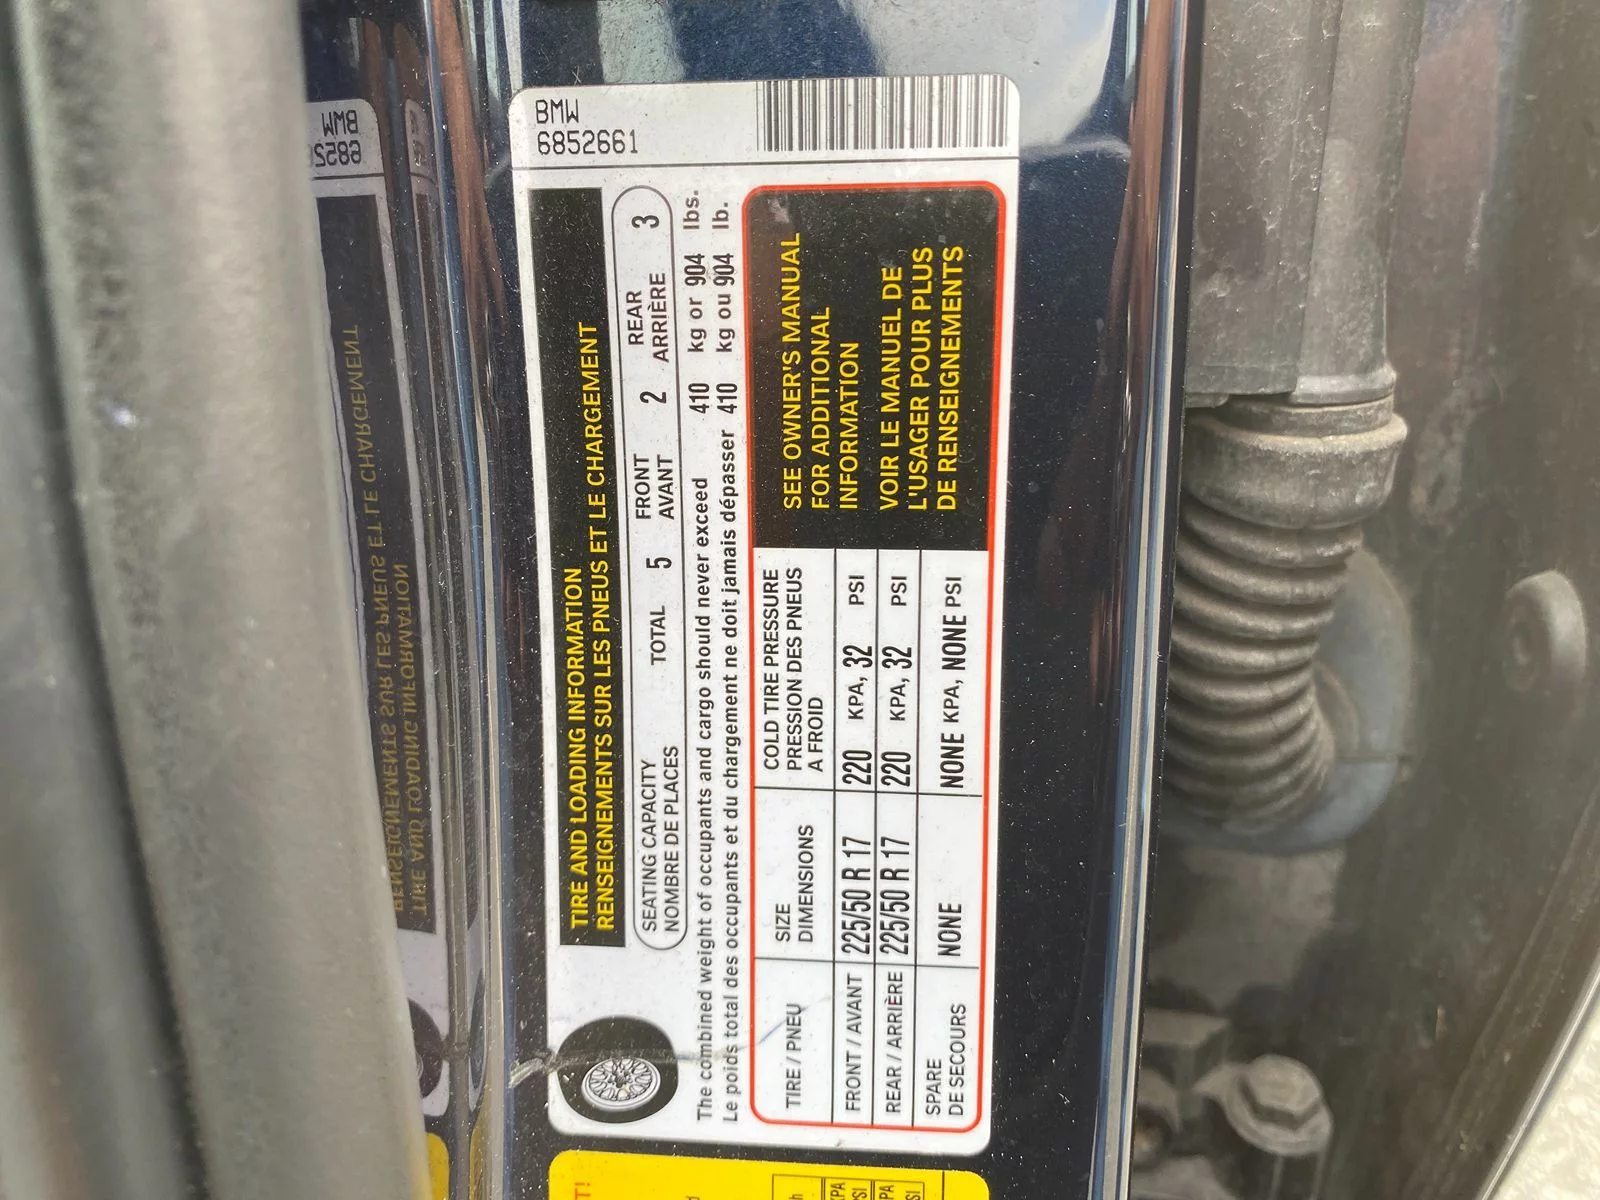 BMW
6852661
TIRE AND LOADING INFORMATION
RENSEIGNEMENTS SUR LES PNEUS ET LE CHARGEMENT
SEATING CAPACITY TOTAL 5 FRONT 2 REAR 3
NOMBRE DE PLACES AVANT ARRIÈRE
The combined weight of occupants and cargo should never exceed 410 kg or 904 lbs.
Le poids total des occupants et du chargement ne doit jamais dépasser 410 kg ou 904 lb.
TIRE / PNEU
SIZE
DIMENSIONS
COLD TIRE PRESSURE
PRESSION DES PNEUS
A FROID
FRONT / AVANT 225/50 R 17 220 KPA, 32 PSI
REAR / ARRIÈRE 225/50 R 17 220 KPA, 32 PSI
SPARE
DE SECOURS NONE NONE KPA, NONE PSI
SEE OWNER'S MANUAL
FOR ADDITIONAL
INFORMATION
VOIR LE MANUEL DE
L'USAGER POUR PLUS
DE RENSEIGNEMENTS